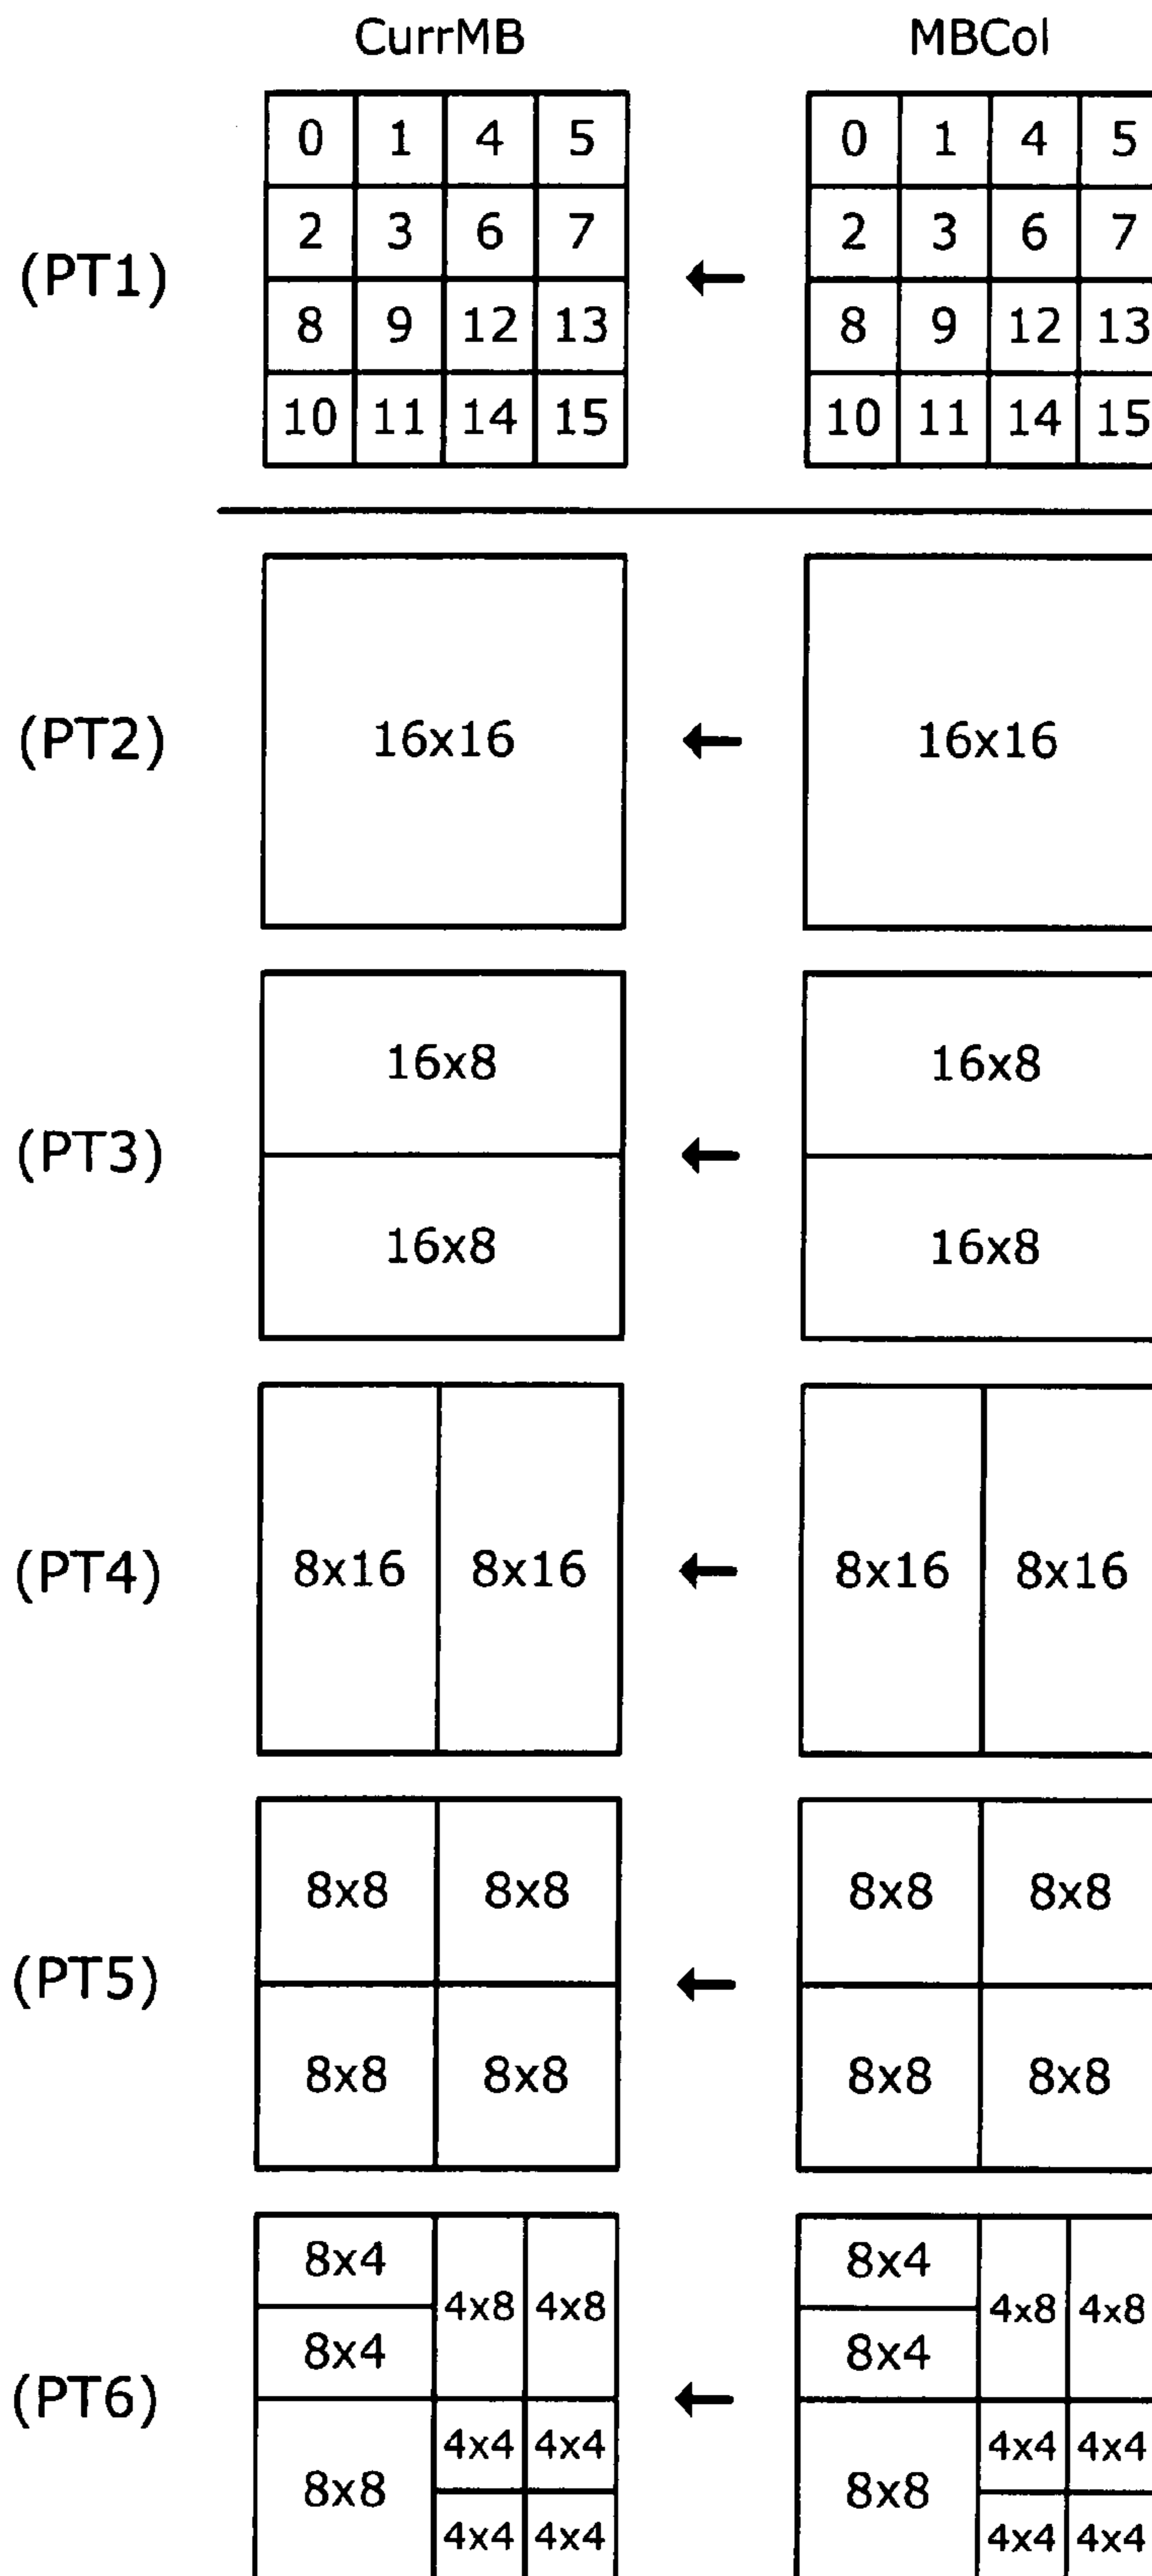 CurrMB MBCol
0 1 4 5 0 1 4 5
2 3 6 7 2 3 6 7
(PT1)
8 9 12 13 8 9 12 13
10 11 14 15 10 11 14 15
(PT2) 16x16 16x16
16x8 16x8
(PT3)
16x8 16x8
(PT4) 8x16 8x16 8x16 8x16
8x8 8x8 8x8 8x8
(PT5)
8x8 8x8 8x8 8x8
8x4 8x4
4x8 4x8 4x8 4x8
8x4 8x4
(PT6)
4x4 4x4 4x4 4x4
8x8 8x8
4x4 4x4 4x4 4x4